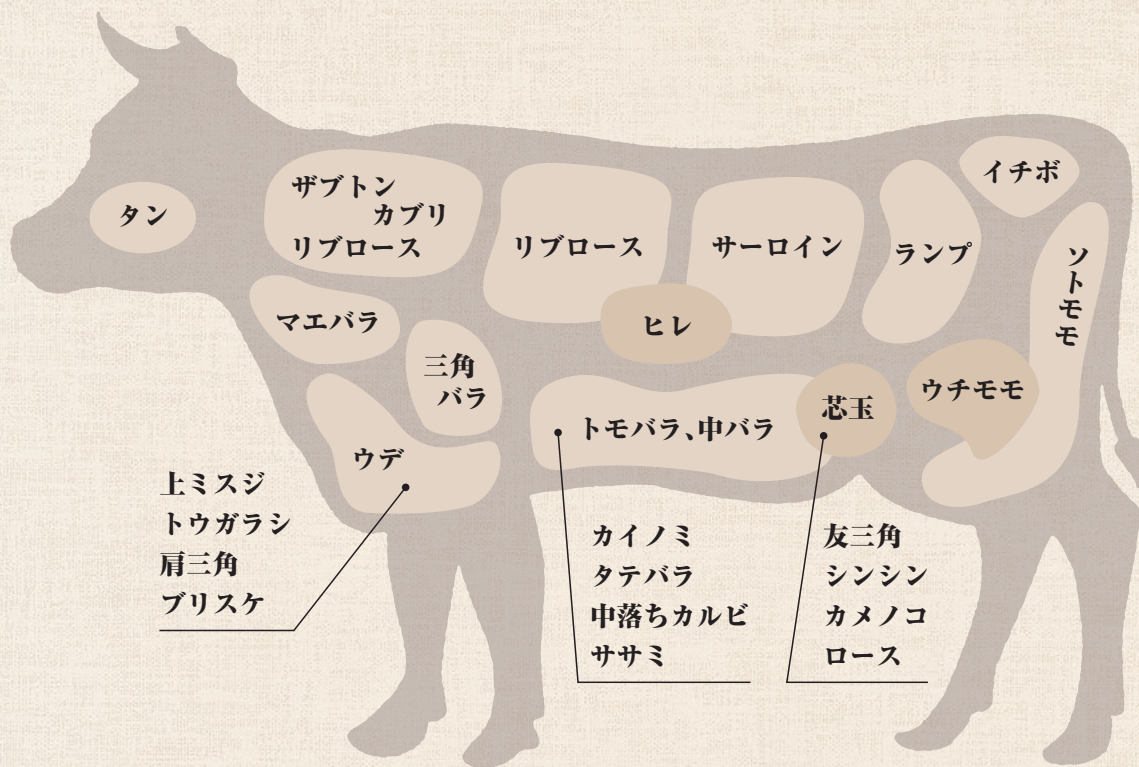 タン
ザブトン
カブリ
リブロース
リブロース
サーロイン
ランプ
イチボ
ソトモモ
マエバラ
三角
バラ
ヒレ
ウチモモ
芯玉
トモバラ、中バラ
ウデ
上ミスジ
トウガラシ
肩三角
ブリスケ
カイノミ
タテバラ
中落ちカルビ
ササミ
友三角
シンシン
カメノコ
ロース